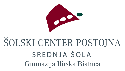 ŠOLSKI CENTER POSTOJNA
SREDNJA ŠOLA
Gimnazija Ilirska Bistrica